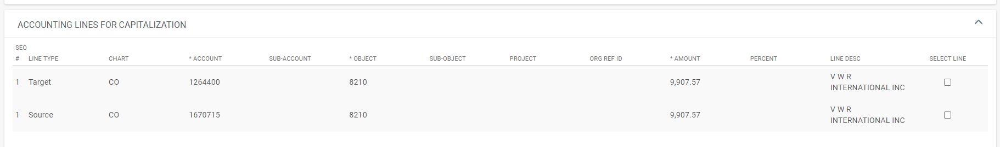 ACCOUNTING LINES FOR CAPITALIZATION
SEQ
# LINE TYPE CHART * ACCOUNT SUB-ACCOUNT * OBJECT SUB-OBJECT PROJECT ORG REF ID * AMOUNT PERCENT LINE DESC SELECT LINE
1 Target CO 1264400 8210 9,907.57 V W R
INTERNATIONAL INC
1 Source CO 1670715 8210 9,907.57 V W R
INTERNATIONAL INC